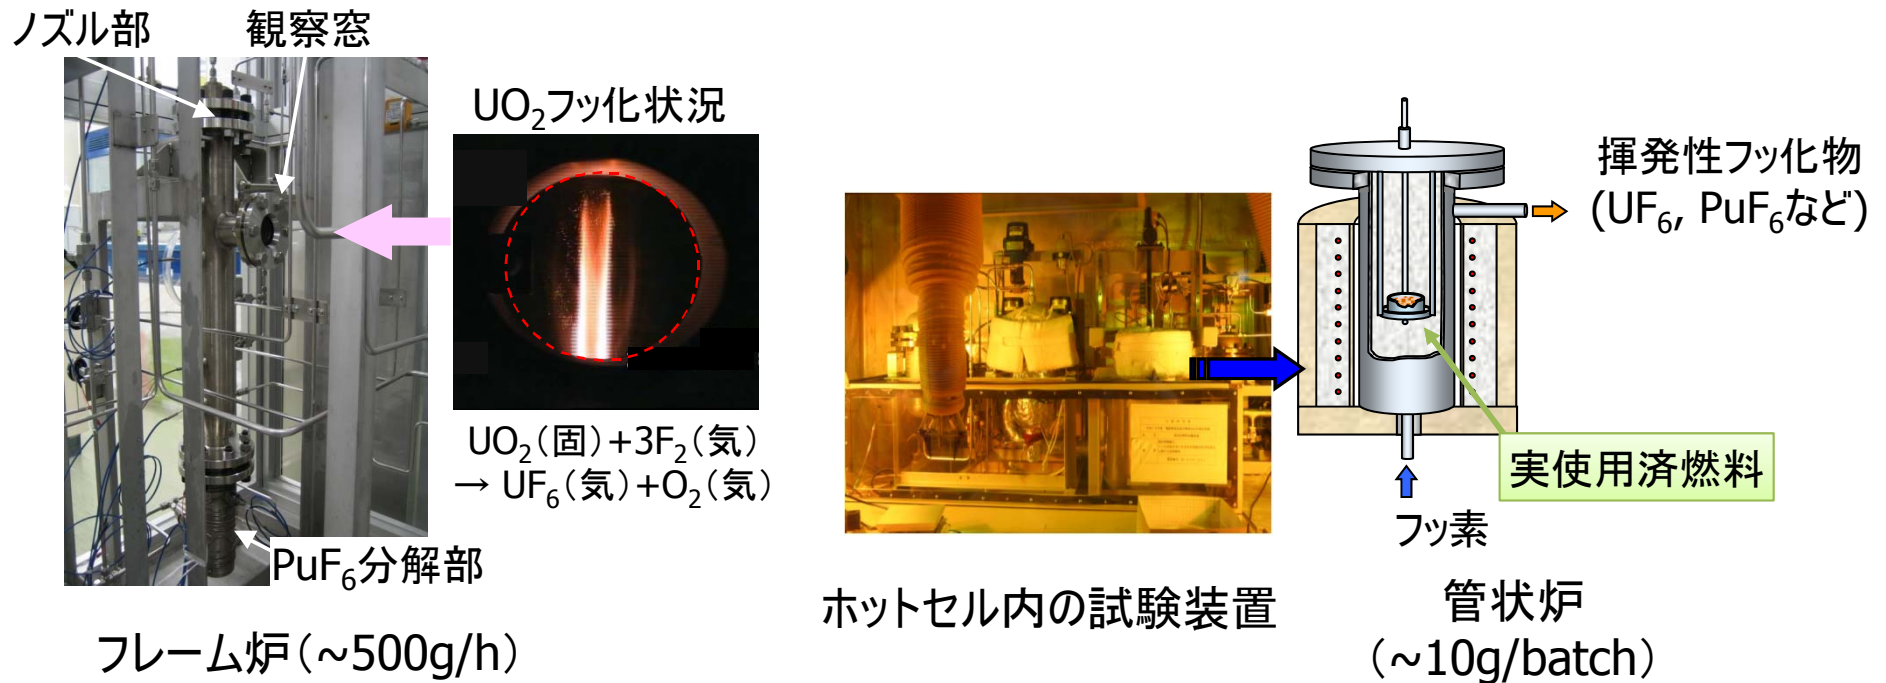 ノズル部
観察窓
UO₂フッ化状況
UO₂(固)+3F₂(気)
→ UF₆(気)+O₂(気)
PuF₆分解部
フレーム炉(~500g/h)
ホットセル内の試験装置
揮発性フッ化物
(UF₆, PuF₆など)
実使用済燃料
フッ素
管状炉
(~10g/batch)